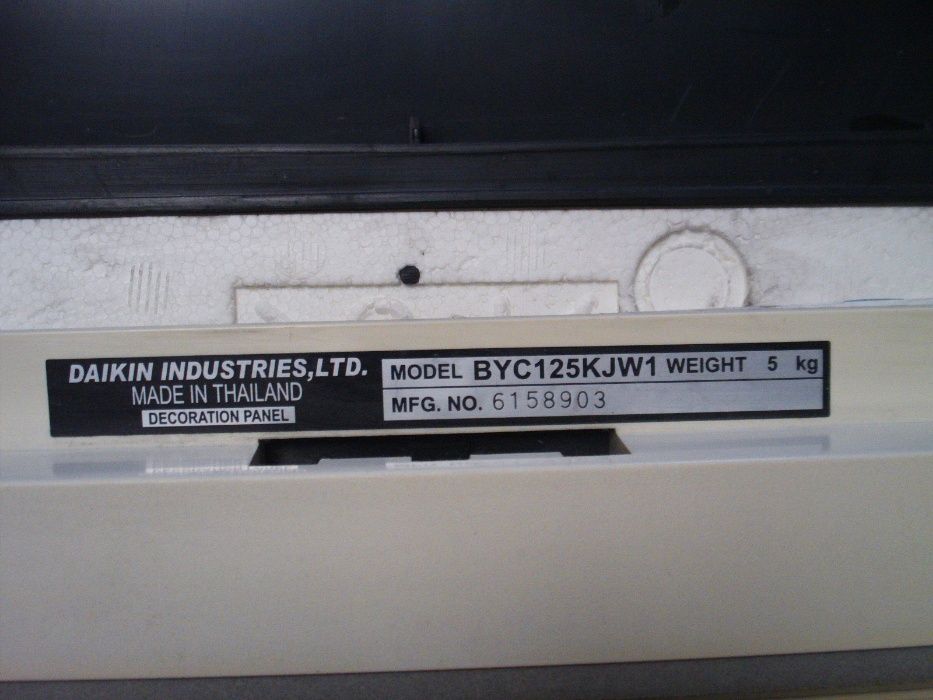 DAIKIN INDUSTRIES,LTD.
MADE IN THAILAND
DECORATION PANEL
MODEL BYC125KJW1 WEIGHT 5 kg
MFG. NO. 6158903